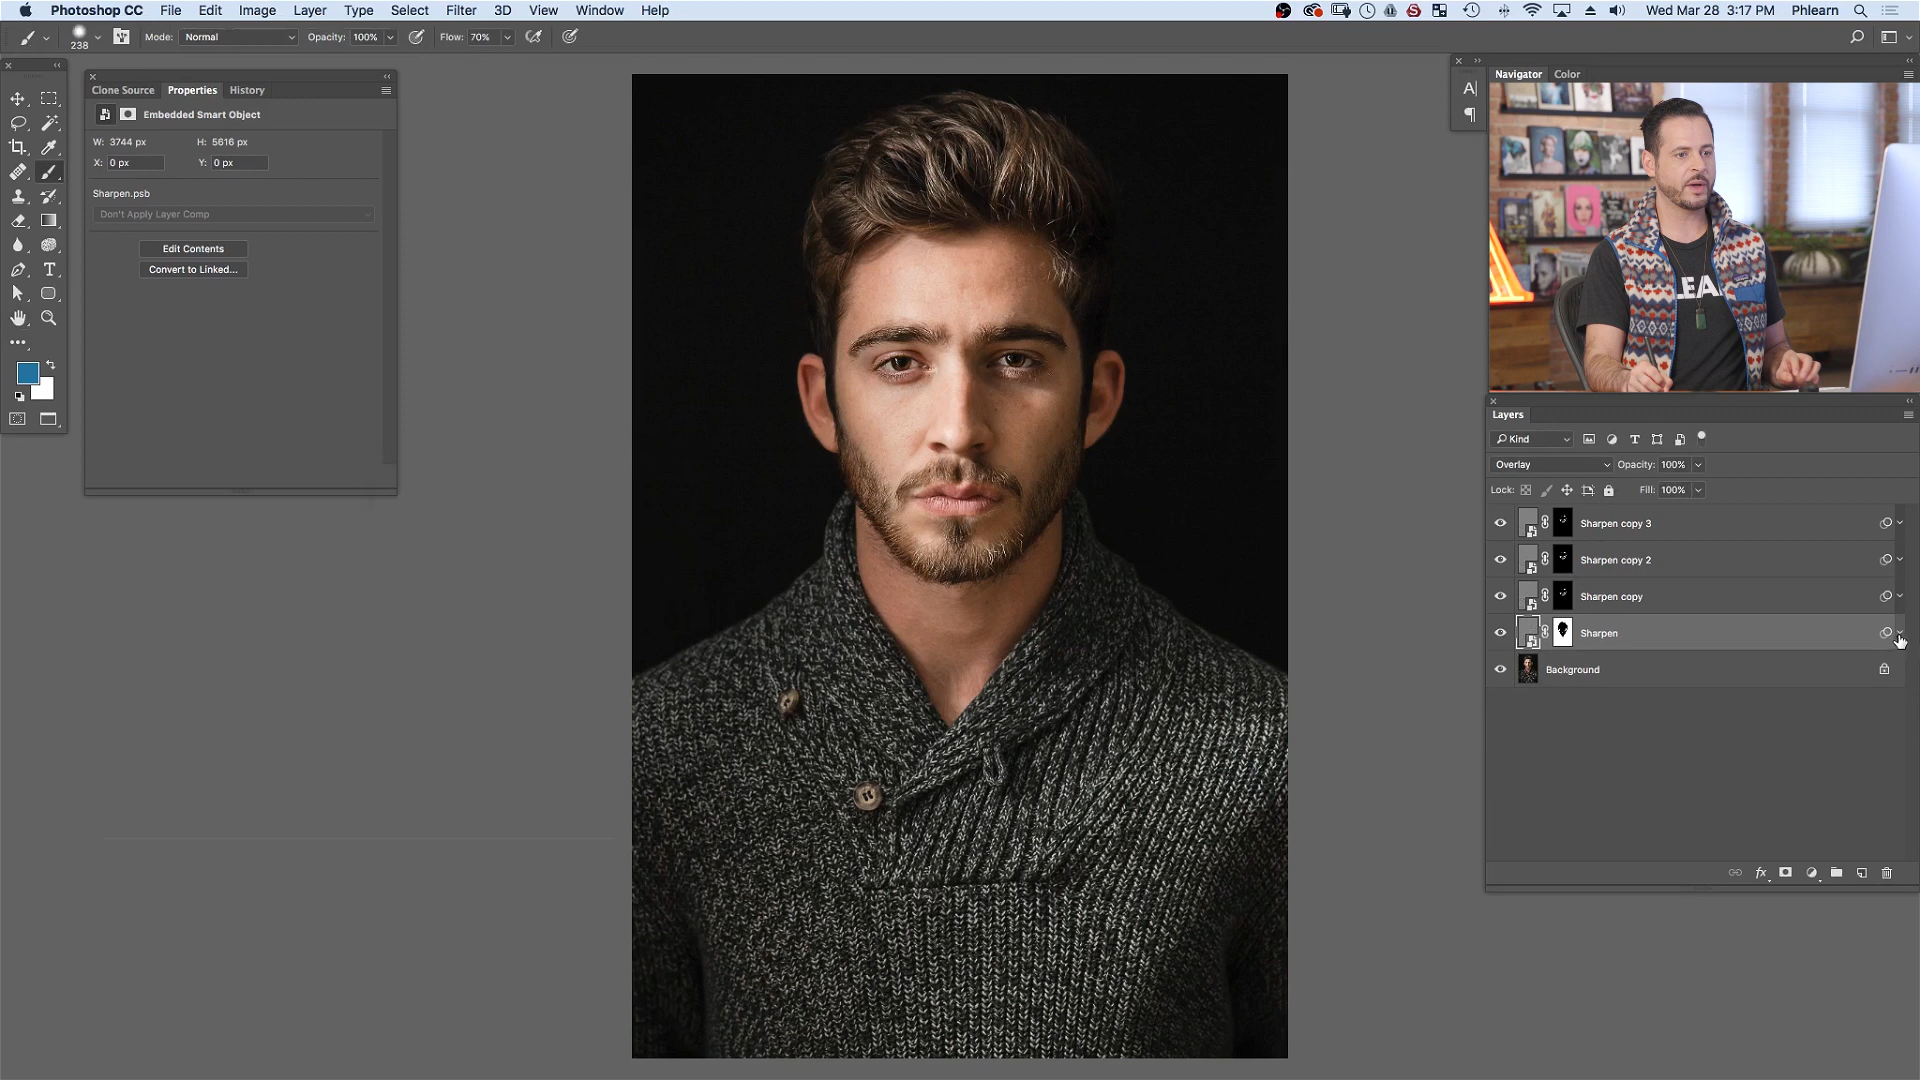 Photoshop CC File Edit Image Layer Type Select Filter 3D View Window Help Wed Mar 28 3:17 PM Phlearn
238 Mode: Normal Opacity: 100% Flow: 70%
Clone Source Properties History
Embedded Smart Object
W: 3744 px H: 5616 px
X: 0 px Y: 0 px
Sharpen.psb
Don't Apply Layer Comp
Edit Contents
Convert to Linked...
Navigator Color
LEA
Layers
Kind
Overlay Opacity: 100%
Lock: Fill: 100%
Sharpen copy 3
Sharpen copy 2
Sharpen copy
Sharpen
Background
fx